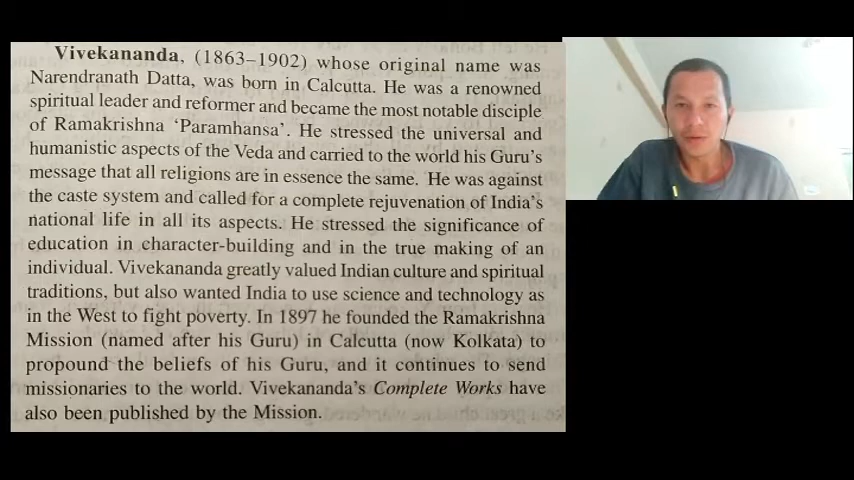 Vivekananda, (1863–1902) whose original name was
Narendranath Datta, was born in Calcutta. He was a renowned
spiritual leader and reformer and became the most notable disciple
of Ramakrishna ‘Paramhansa’. He stressed the universal and
humanistic aspects of the Veda and carried to the world his Guru’s
message that all religions are in essence the same. He was against
the caste system and called for a complete rejuvenation of India’s
national life in all its aspects. He stressed the significance of
education in character-building and in the true making of an
individual. Vivekananda greatly valued Indian culture and spiritual
traditions, but also wanted India to use science and technology as
in the West to fight poverty. In 1897 he founded the Ramakrishna
Mission (named after his Guru) in Calcutta (now Kolkata) to
propound the beliefs of his Guru, and it continues to send
missionaries to the world. Vivekananda’s Complete Works have
also been published by the Mission.